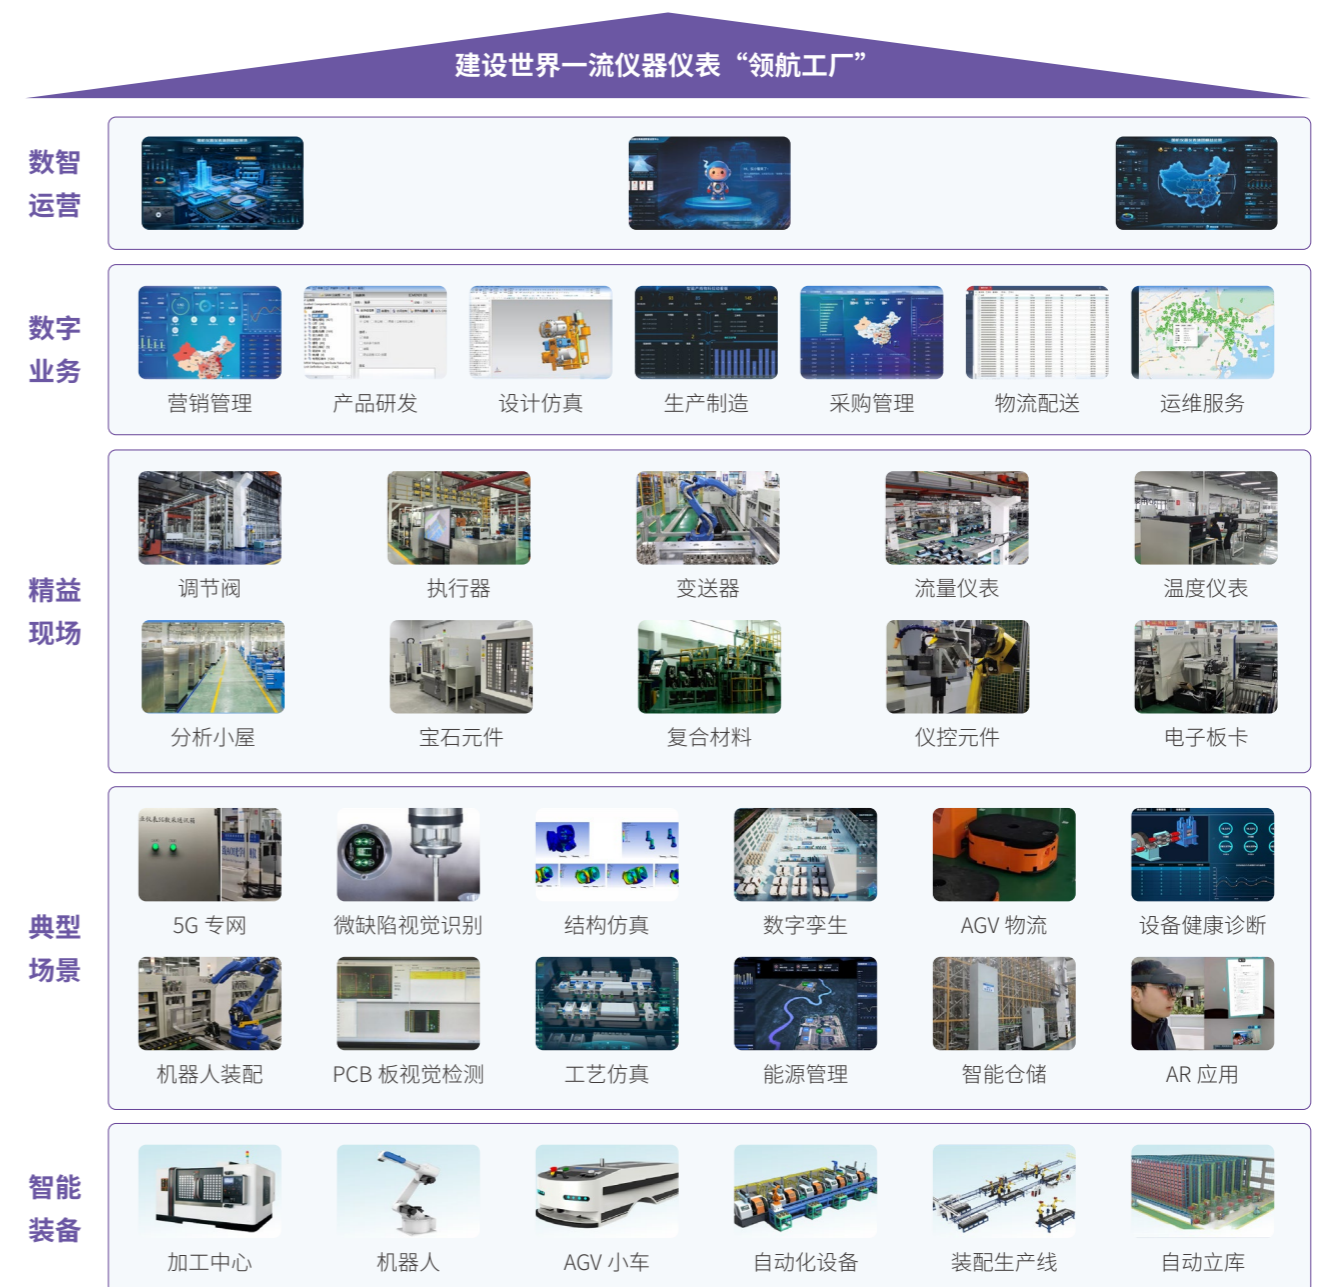 建设世界一流仪器仪表“领航工厂”
数智
运营
数字
业务
营销管理 产品研发 设计仿真 生产制造 采购管理 物流配送 运维服务
精益
现场
调节阀 执行器 变送器 流量仪表 温度仪表
分析小屋 宝石元件 复合材料 仪控元件 电子板卡
典型
场景
5G 专网 微缺陷视觉识别 结构仿真 数字孪生 AGV 物流 设备健康诊断
机器人装配 PCB 板视觉检测 工艺仿真 能源管理 智能仓储 AR 应用
智能
装备
加工中心 机器人 AGV 小车 自动化设备 装配生产线 自动立库